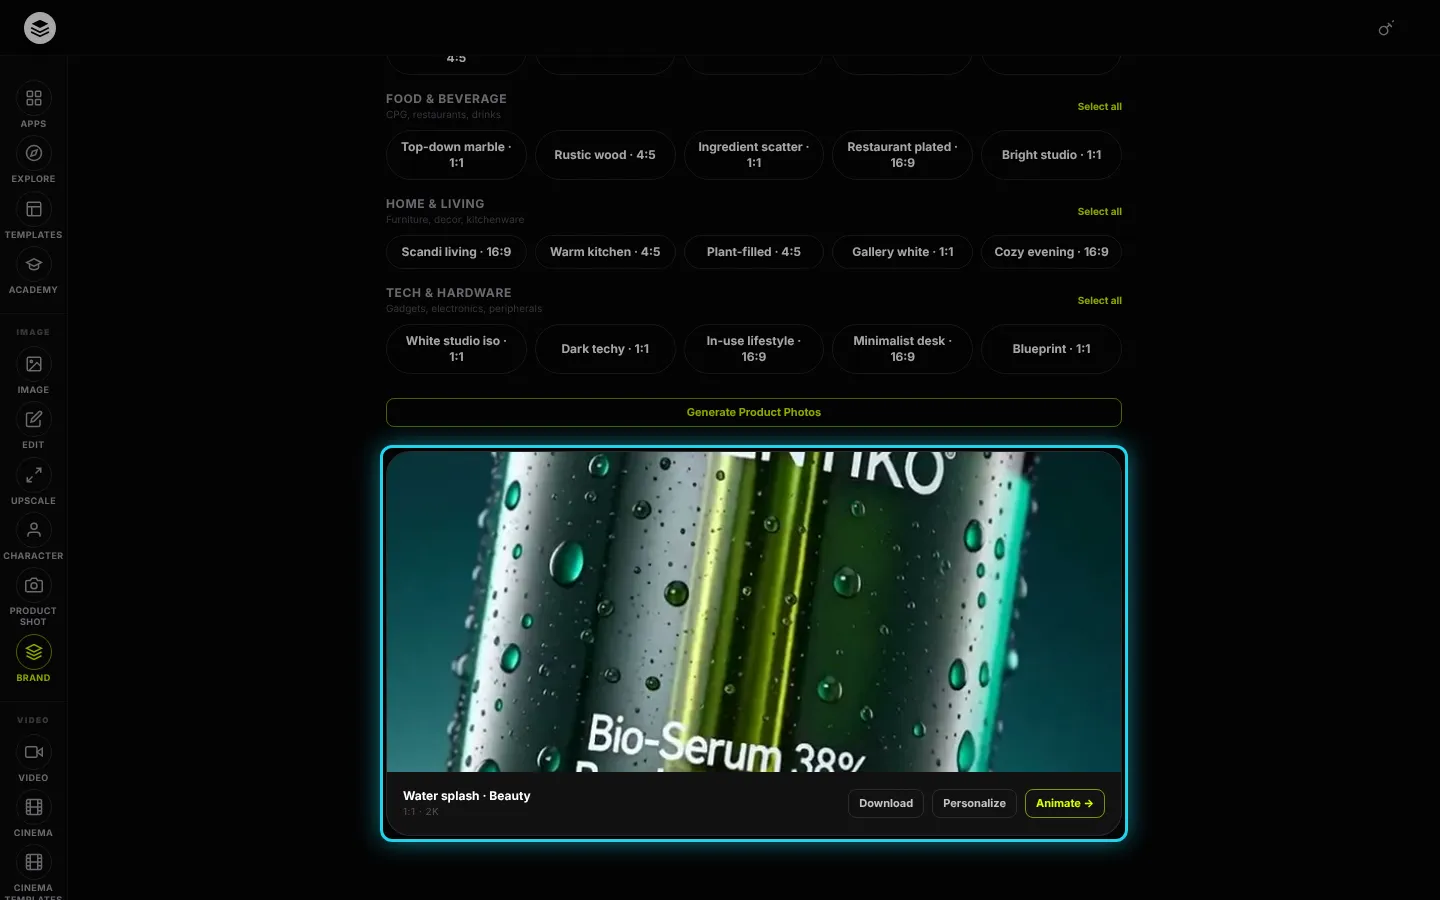 4:5
APPS
EXPLORE
TEMPLATES
ACADEMY
IMAGE
IMAGE
EDIT
UPSCALE
CHARACTER
PRODUCT
SHOT
BRAND
VIDEO
VIDEO
CINEMA
CINEMA
TEMPLATES
FOOD & BEVERAGE
CPG, restaurants, drinks
Select all
Top-down marble ·
1:1
Rustic wood · 4:5
Ingredient scatter ·
1:1
Restaurant plated ·
16:9
Bright studio · 1:1
HOME & LIVING
Furniture, decor, kitchenware
Select all
Scandi living · 16:9
Warm kitchen · 4:5
Plant-filled · 4:5
Gallery white · 1:1
Cozy evening · 16:9
TECH & HARDWARE
Gadgets, electronics, peripherals
Select all
White studio iso ·
1:1
Dark techy · 1:1
In-use lifestyle ·
16:9
Minimalist desk ·
16:9
Blueprint · 1:1
Generate Product Photos
Bio-Serum 38%
Water splash · Beauty
1:1 · 2K
Download
Personalize
Animate →